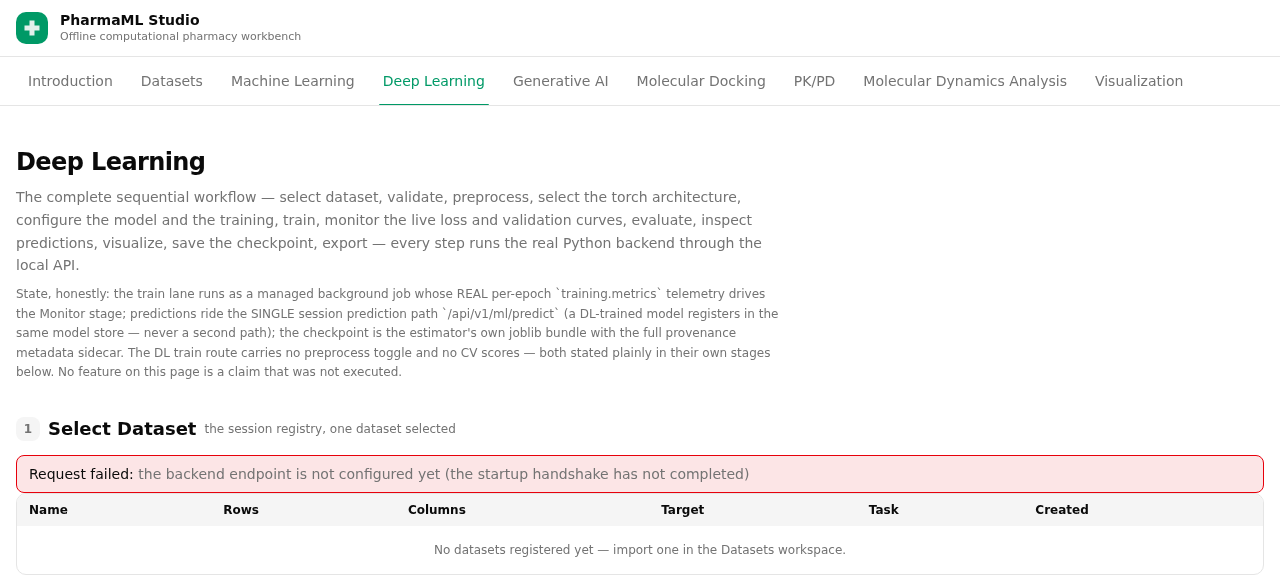 PharmaML Studio
Offline computational pharmacy workbench
Introduction Datasets Machine Learning Deep Learning Generative AI Molecular Docking PK/PD Molecular Dynamics Analysis Visualization
Deep Learning
The complete sequential workflow — select dataset, validate, preprocess, select the torch architecture,
configure the model and the training, train, monitor the live loss and validation curves, evaluate, inspect
predictions, visualize, save the checkpoint, export — every step runs the real Python backend through the
local API.
State, honestly: the train lane runs as a managed background job whose REAL per-epoch `training.metrics` telemetry drives
the Monitor stage; predictions ride the SINGLE session prediction path `/api/v1/ml/predict` (a DL-trained model registers in the
same model store — never a second path); the checkpoint is the estimator's own joblib bundle with the full provenance
metadata sidecar. The DL train route carries no preprocess toggle and no CV scores — both stated plainly in their own stages
below. No feature on this page is a claim that was not executed.
1 Select Dataset the session registry, one dataset selected
Request failed: the backend endpoint is not configured yet (the startup handshake has not completed)
Name Rows Columns Target Task Created
No datasets registered yet — import one in the Datasets workspace.